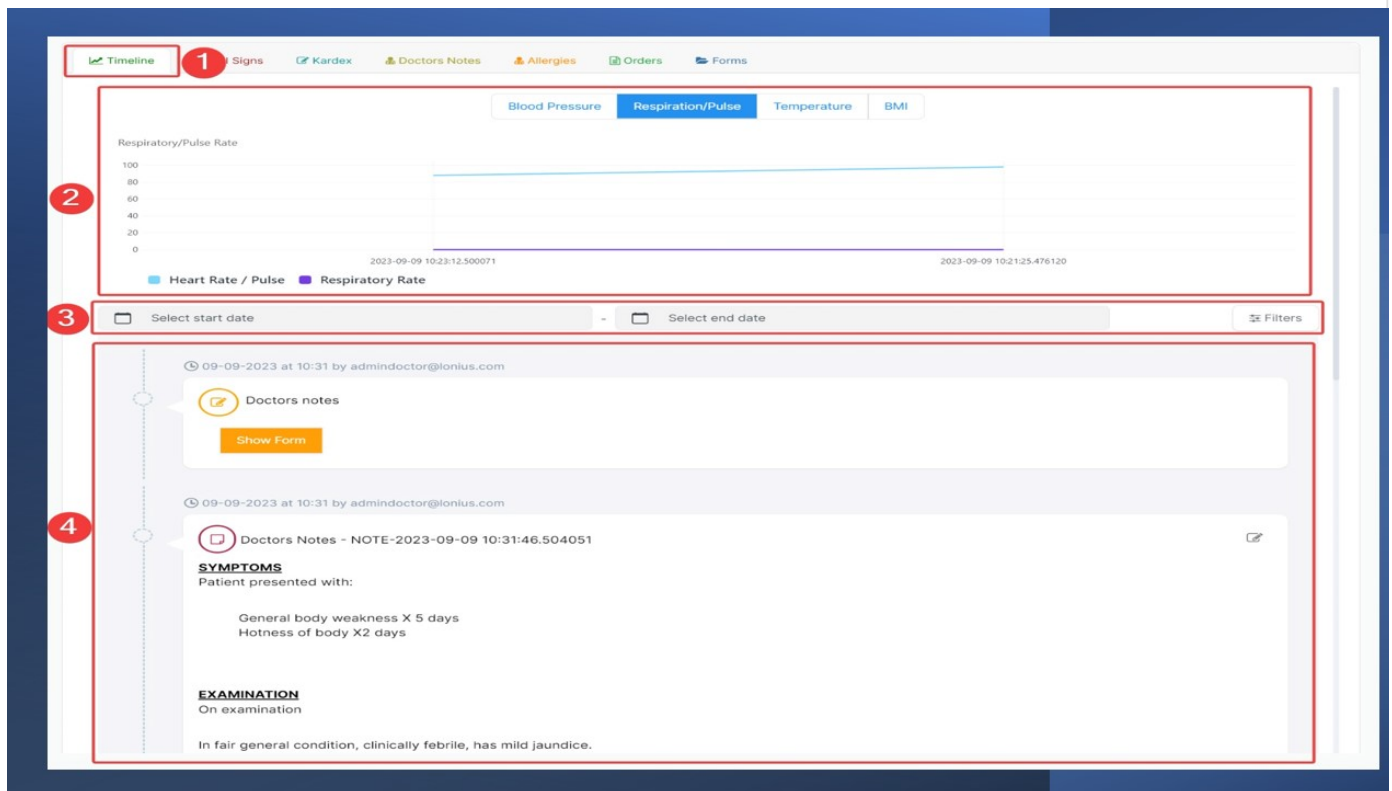 Timeline 1 Signs Kardex Doctors Notes Allergies Orders Forms
Blood Pressure Respiration/Pulse Temperature BMI
Respiratory/Pulse Rate
100
80
2
60
40
20
0
2023-09-09 10:23:12.500071 2023-09-09 10:21:25.476120
Heart Rate / Pulse Respiratory Rate
3 Select start date - Select end date Filters
09-09-2023 at 10:31 by admindoctor@lonius.com
Doctors notes
Show Form
09-09-2023 at 10:31 by admindoctor@lonius.com
4
Doctors Notes - NOTE-2023-09-09 10:31:46.504051
SYMPTOMS
Patient presented with:
General body weakness X 5 days
Hotness of body X2 days
EXAMINATION
On examination
In fair general condition, clinically febrile, has mild jaundice.